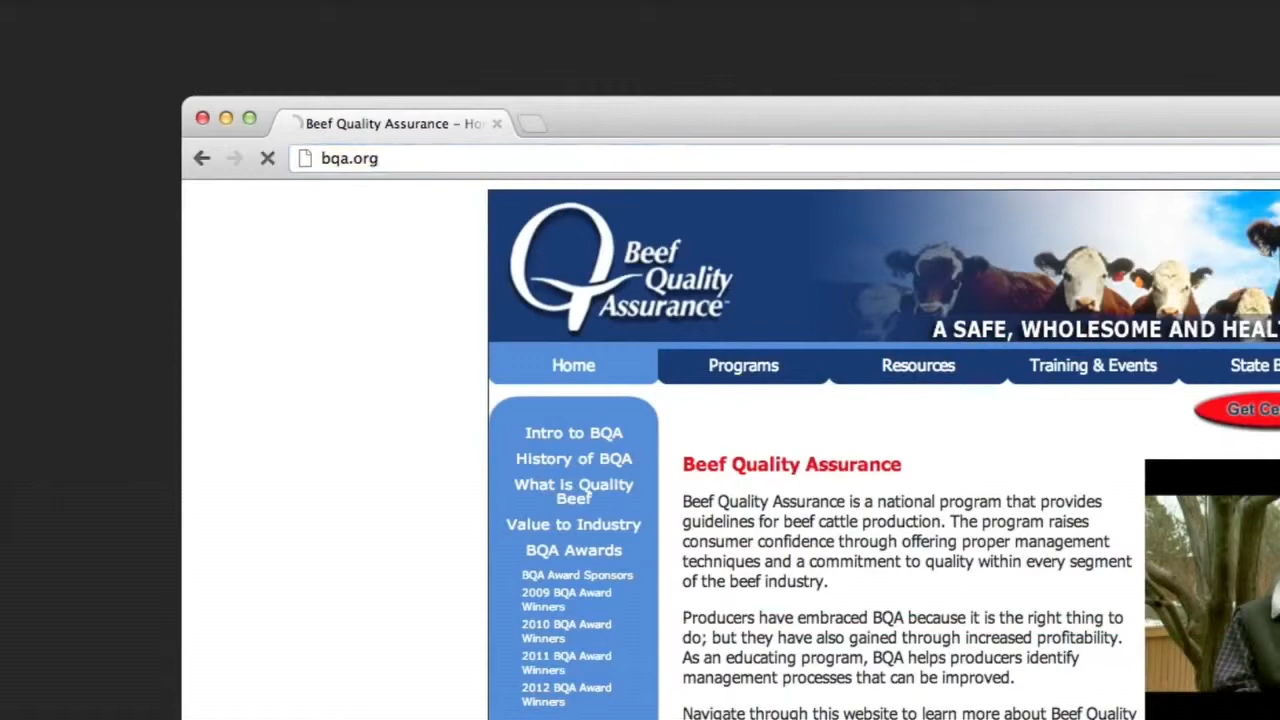 Beef Quality Assurance – Ho
bqa.org
Beef
Quality
Assurance
A SAFE, WHOLESOME AND HEAL
Home
Programs
Resources
Training & Events
State
Get Ce
Intro to BQA
History of BQA
What is Quality
Beef
Value to Industry
BQA Awards
BQA Award Sponsors
2009 BQA Award
Winners
2010 BQA Award
Winners
2011 BQA Award
Winners
2012 BQA Award
Winners
Beef Quality Assurance
Beef Quality Assurance is a national program that provides
guidelines for beef cattle production. The program raises
consumer confidence through offering proper management
techniques and a commitment to quality within every segment
of the beef industry.
Producers have embraced BQA because it is the right thing to
do; but they have also gained through increased profitability.
As an educating program, BQA helps producers identify
management processes that can be improved.
Navigate through this website to learn more about Beef Quality